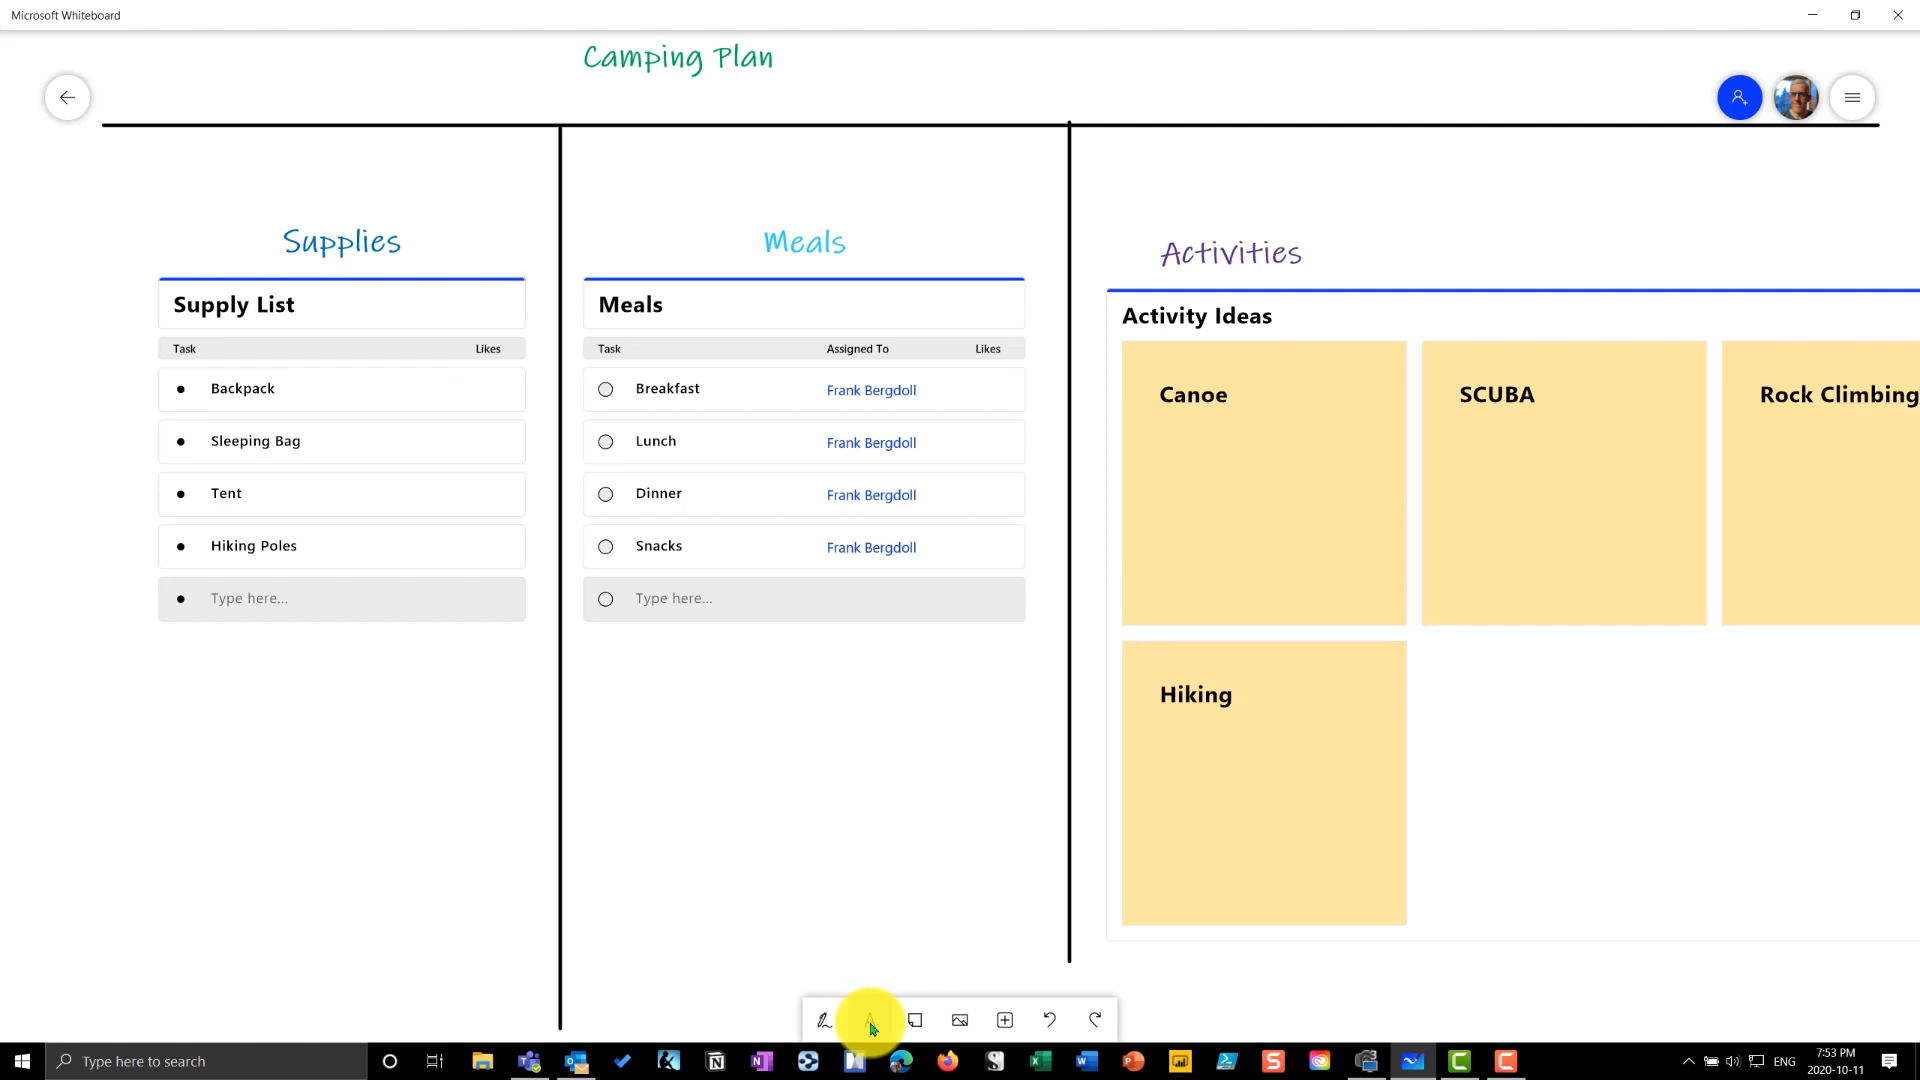 Microsoft Whiteboard
Camping Plan
Supplies
Meals
Activities
Supply List
Task Likes
Backpack
Sleeping Bag
Tent
Hiking Poles
Type here...
Meals
Task Assigned To Likes
Breakfast Frank Bergdoll
Lunch Frank Bergdoll
Dinner Frank Bergdoll
Snacks Frank Bergdoll
Type here...
Activity Ideas
Canoe
SCUBA
Rock Climbing
Hiking
Type here to search
ENG
7:53 PM
2020-10-11